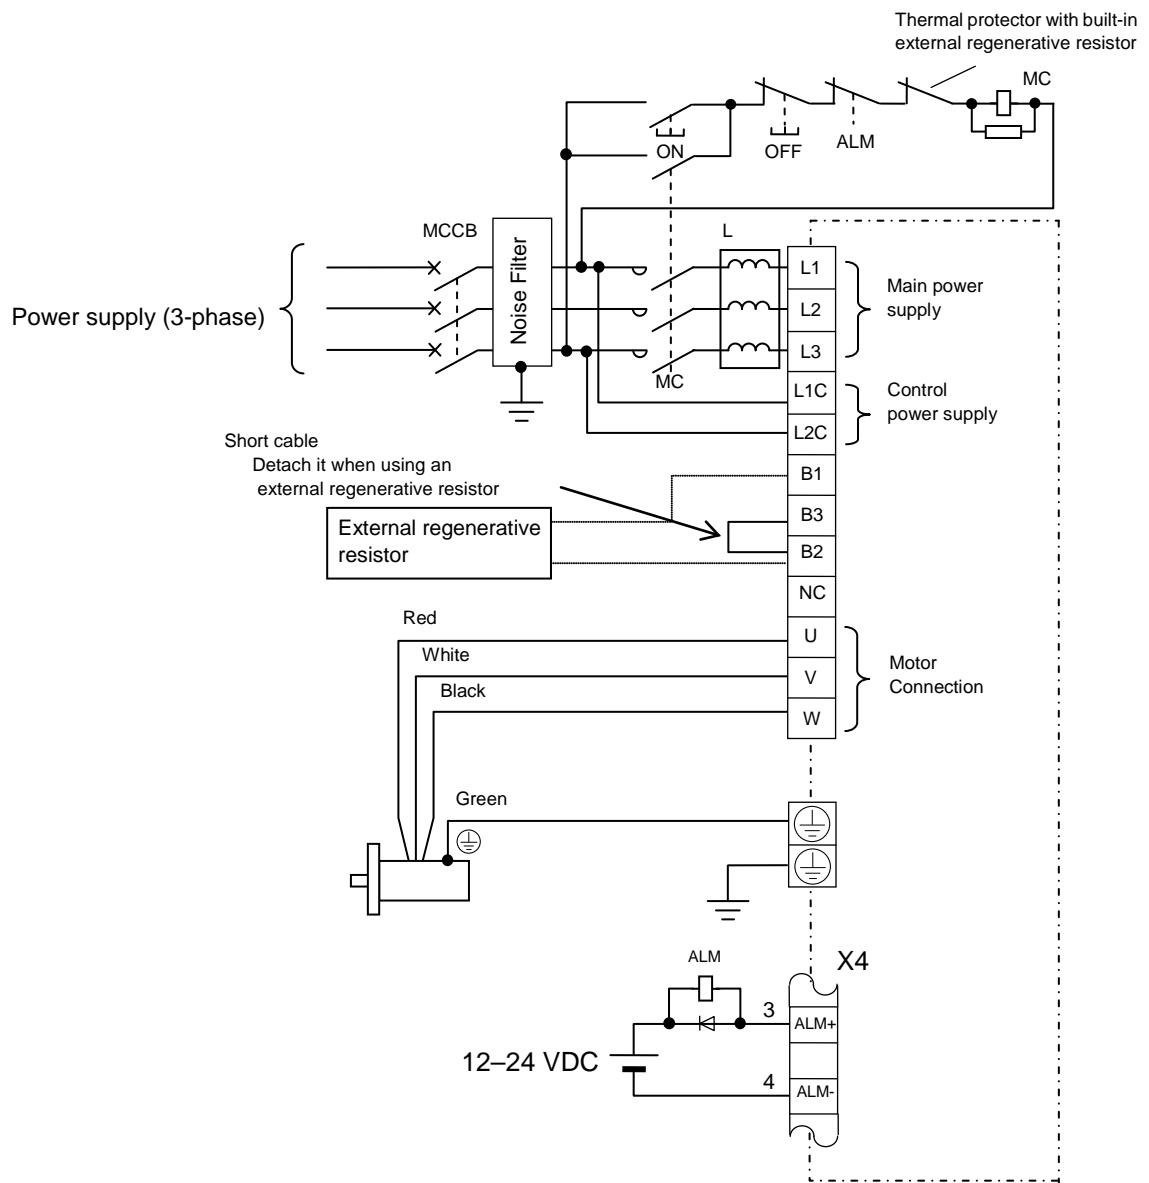 Thermal protector with built-in
external regenerative resistor
MC
ON
OFF
ALM
MCCB
Noise Filter
L
L1
L2
L3
Main power
supply
Power supply (3-phase)
MC
L1C
L2C
Control
power supply
Short cable
Detach it when using an
external regenerative resistor
B1
B3
B2
External regenerative
resistor
NC
Red
White
Black
U
V
W
Motor
Connection
Green
X4
ALM
3
ALM+
12–24 VDC
4
ALM-